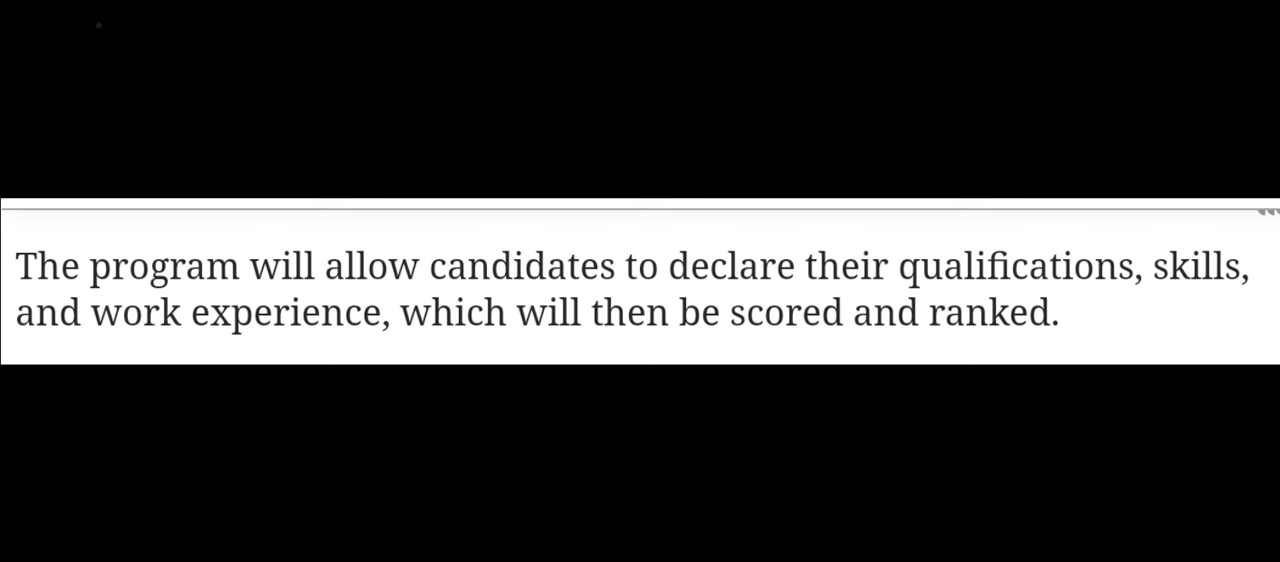 The program will allow candidates to declare their qualifications, skills,
and work experience, which will then be scored and ranked.